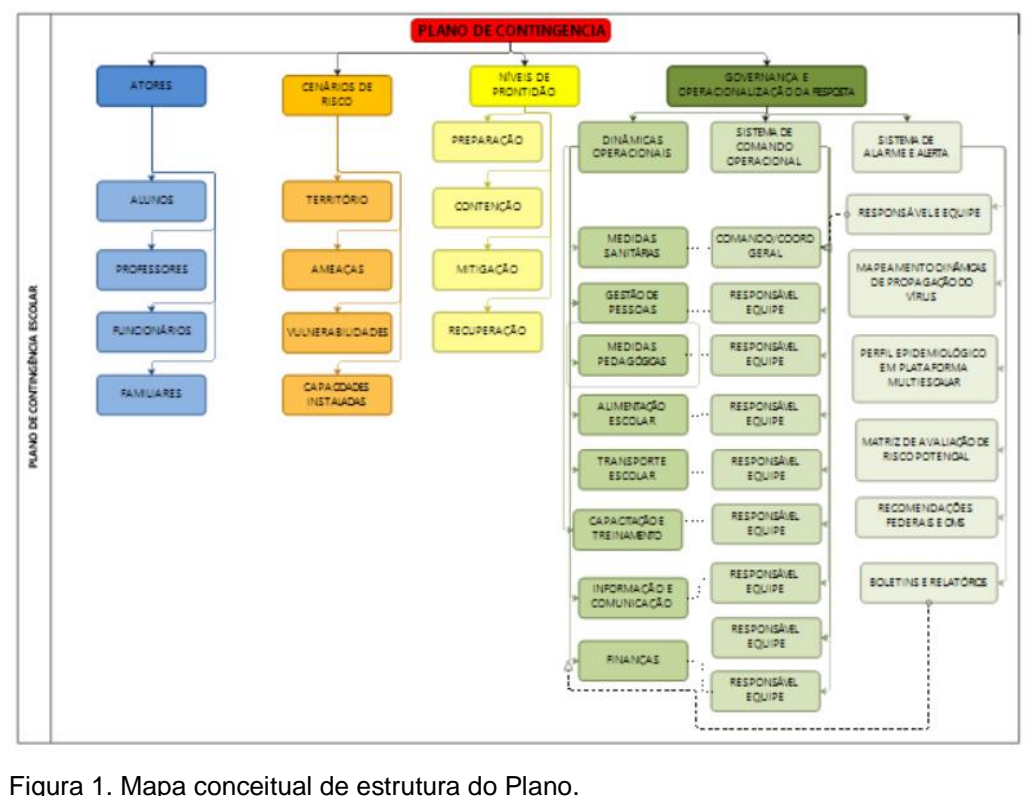 PLANO DE CONTINGÊNCIA
ATORES
CENÁRIOS DE
RISCO
NÍVEIS DE
PRONTIDÃO
GOVERNANÇA E
OPERACIONALIZAÇÃO DA RESPOSTA
PREPARAÇÃO
DINÂMICAS
OPERACIONAIS
SISTEMA DE
COMANDO
OPERACIONAL
SISTEMA DE
ALARME E ALERTA
ALUNOS
TERRITÓRIO
CONTENÇÃO
RESPONSÁVEL E EQUIPE
MEDIDAS
SANITÁRIAS
COMANDO/COORD
GERAL
PROFESSORES
AMEAÇAS
MITIGAÇÃO
MAPEAMENTO DINÂMICAS
DE PROPAGAÇÃO DO
VÍRUS
GESTÃO DE
PESSOAS
RESPONSÁVEL
EQUIPE
FUNCIONÁRIOS
VULNERABILIDADES
RECUPERAÇÃO
MEDIDAS
PEDAGÓGICAS
RESPONSÁVEL
EQUIPE
PERFIL EPIDEMIOLÓGICO
EM PLATAFORMA
MULTIESCALAR
FAMILIARES
CAPACIDADES
INSTALADAS
ALIMENTAÇÃO
ESCOLAR
RESPONSÁVEL
EQUIPE
MATRIZ DE AVALIAÇÃO DE
RISCO POTENCIAL
TRANSPORTE
ESCOLAR
RESPONSÁVEL
EQUIPE
CAPACITAÇÃO E
TREINAMENTO
RESPONSÁVEL
EQUIPE
RECOMENDAÇÕES
FEDERAIS E OMS
INFORMAÇÃO E
COMUNICAÇÃO
RESPONSÁVEL
EQUIPE
BOLETINS E RELATÓRIOS
RESPONSÁVEL
EQUIPE
FINANÇAS
RESPONSÁVEL
EQUIPE
PLANO DE CONTINGÊNCIA ESCOLAR
Figura 1. Mapa conceitual de estrutura do Plano.